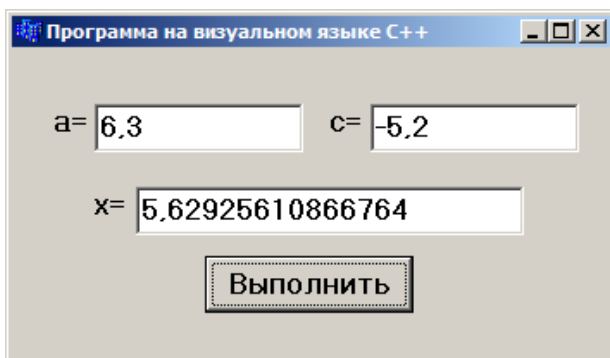 Программа на визуальном языке C++
a= 6,3 c= -5,2
x= 5,62925610866764
Выполнить